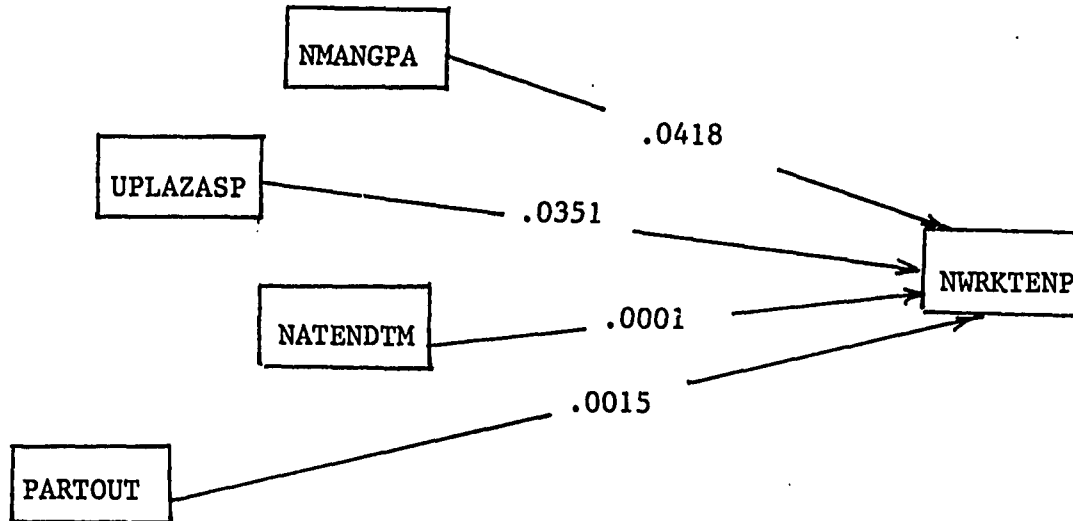 NMANGPA
.0418
UPLAZASP
.0351
NWRKTENP
NATENDTM
.0001
.0015
PARTOUT